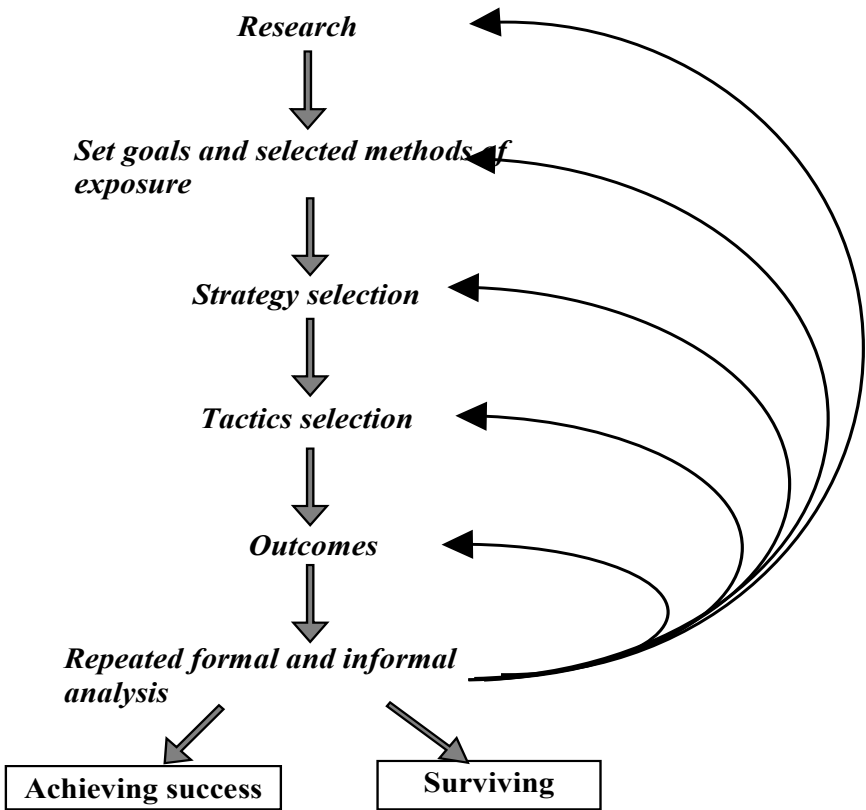 Research
Set goals and selected methods of
exposure
Strategy selection
Tactics selection
Outcomes
Repeated formal and informal
analysis
Achieving success
Surviving